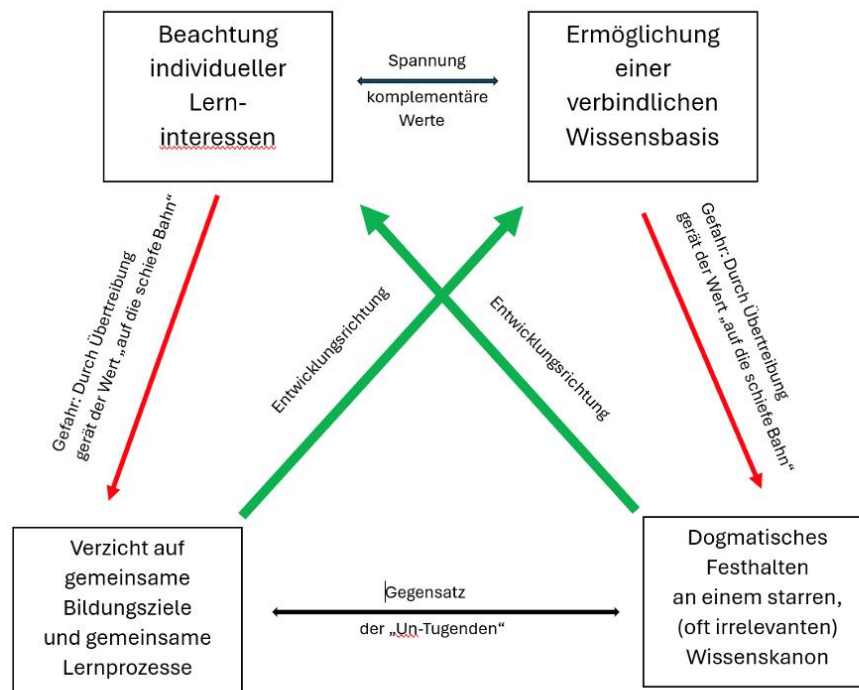 Beachtung
individueller
Lern-
interessen
Spannung
komplementäre
Werte
Ermöglichung
einer
verbindlichen
Wissensbasis
Gefahr: Durch Übertreibung
gerät der Wert „auf die schiefe Bahn“
Entwicklungsrichtung
Entwicklungsrichtung
Gefahr: Durch Übertreibung
gerät der Wert „auf die schiefe Bahn“
Verzicht auf
gemeinsame
Bildungsziele
und gemeinsame
Lernprozesse
Gegensatz
der „Un-Tugenden“
Dogmatisches
Festhalten
an einem starren,
(oft irrelevanten)
Wissenskanon